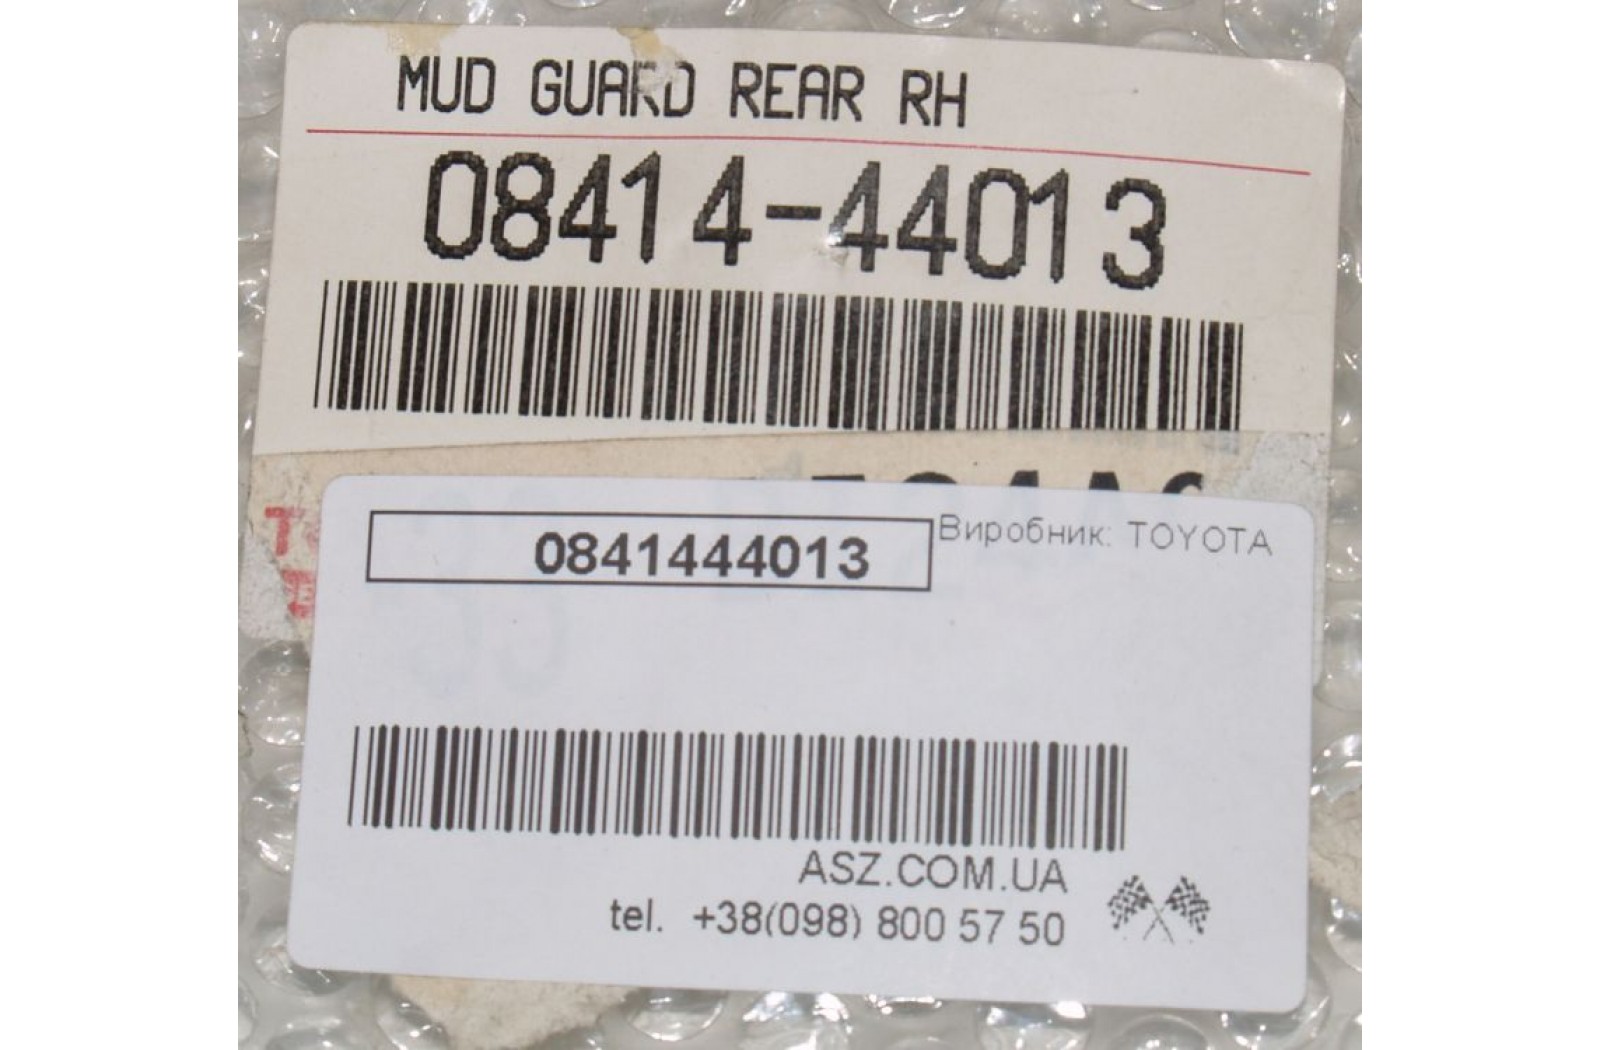 MUD GUARD REAR RH
08414-44013
0841444013
Виробник: TOYOTA
ASZ.COM.UA
tel. +38(098) 800 57 50